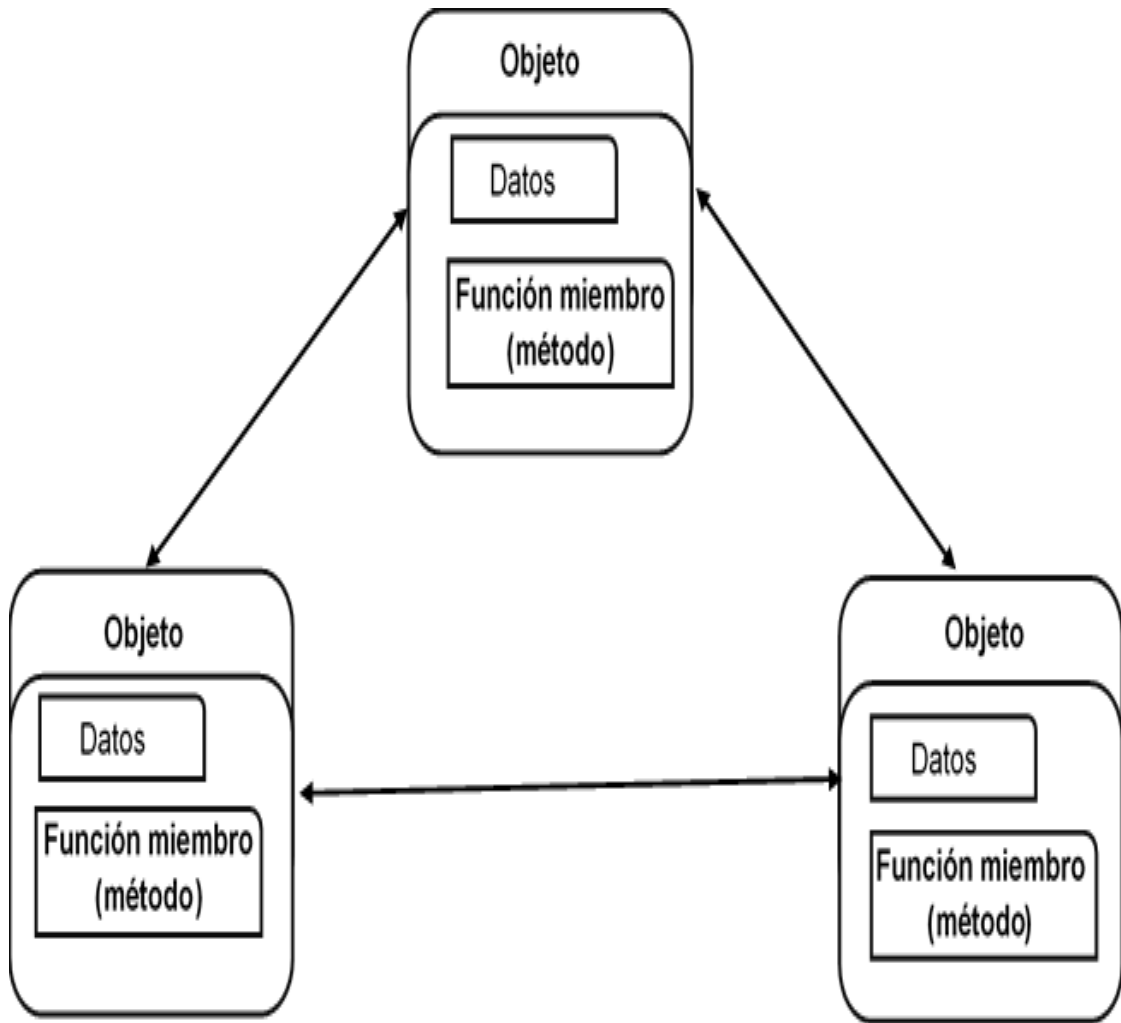 Objeto
Datos
Función miembro
(método)
Objeto
Datos
Función miembro
(método)
Objeto
Datos
Función miembro
(método)